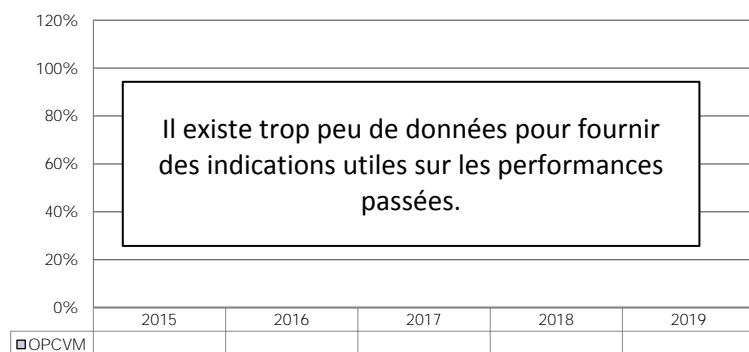 120%
100%
80%
60%
40%
20%
0%
Il existe trop peu de données pour fournir
des indications utiles sur les performances
passées.
2015 2016 2017 2018 2019
OPCVM